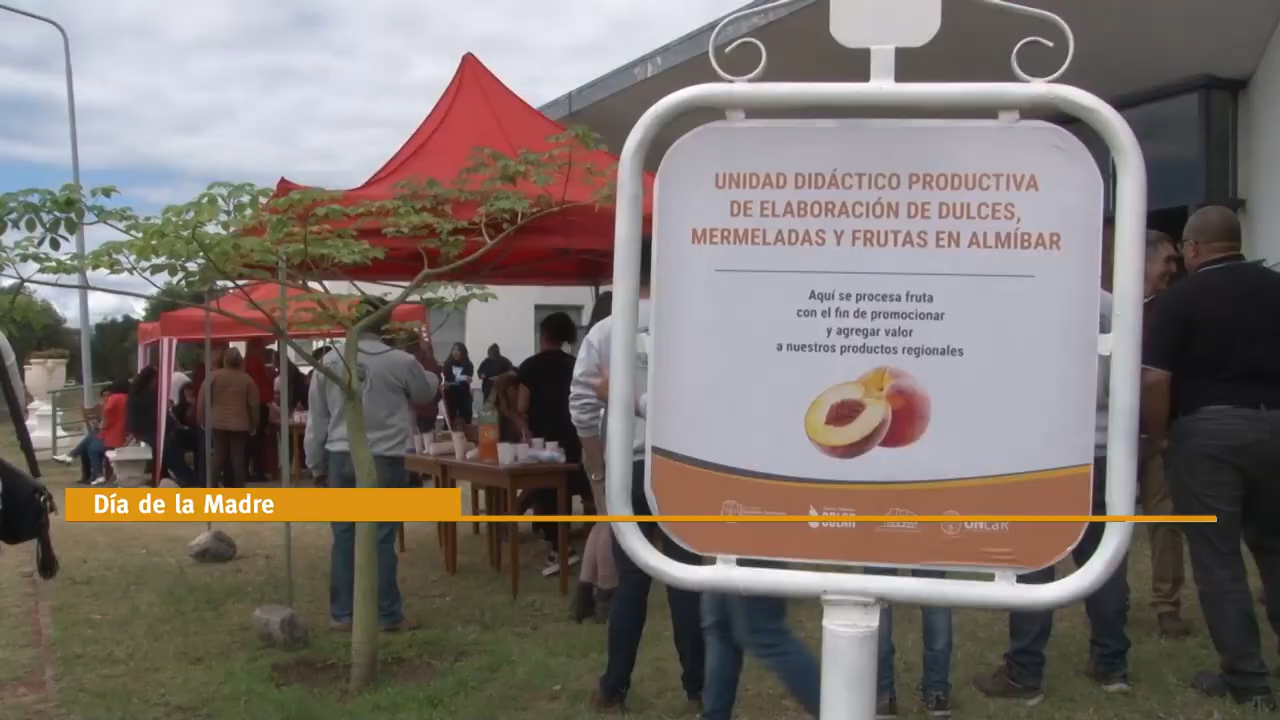 UNIDAD DIDÁCTICO PRODUCTIVA
DE ELABORACIÓN DE DULCES,
MERMELADAS Y FRUTAS EN ALMÍBAR
Aquí se procesa fruta
con el fin de promocionar
y agregar valor
a nuestros productos regionales
Día de la Madre